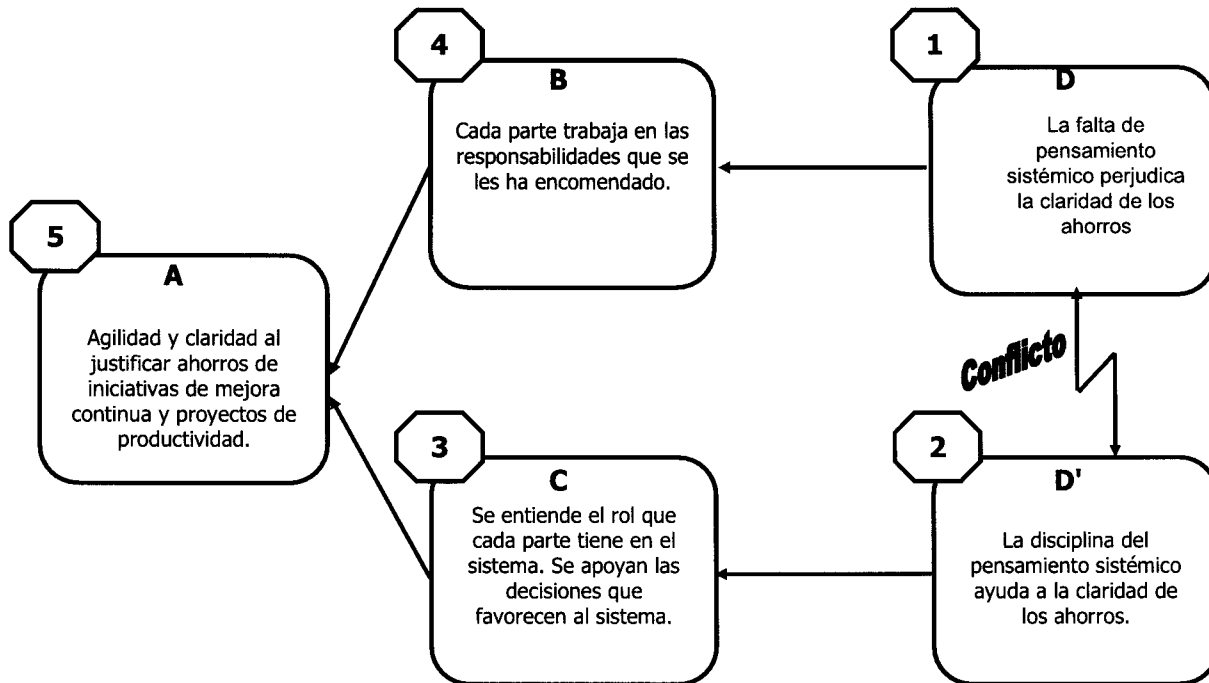 4
B
Cada parte trabaja en las
responsabilidades que se
les ha encomendado.
1
D
La falta de
pensamiento
sistémico perjudica
la claridad de los
ahorros
5
A
Agilidad y claridad al
justificar ahorros de
iniciativas de mejora
continua y proyectos de
productividad.
Conflicto
3
C
Se entiende el rol que
cada parte tiene en el
sistema. Se apoyan las
decisiones que
favorecen al sistema.
2
D'
La disciplina del
pensamiento sistémico
ayuda a la claridad de
los ahorros.